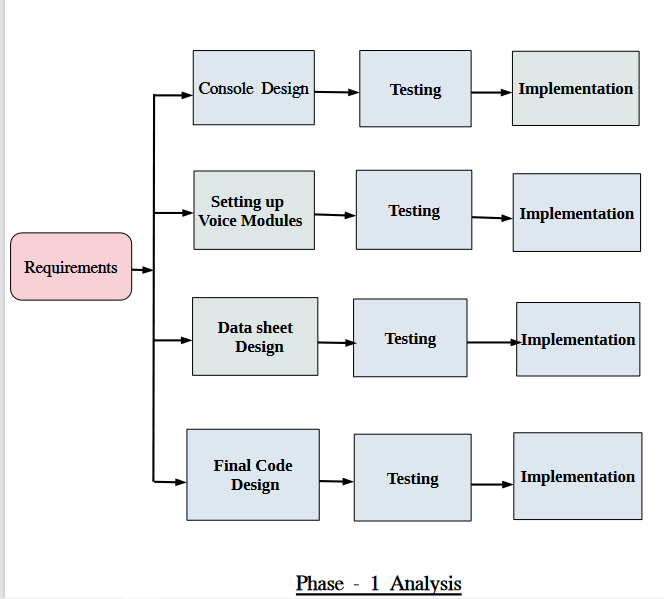 Console Design
Testing
Implementation
Setting up
Voice Modules
Testing
Implementation
Requirements
Data sheet
Design
Testing
Implementation
Final Code
Design
Testing
Implementation
Phase - 1 Analysis